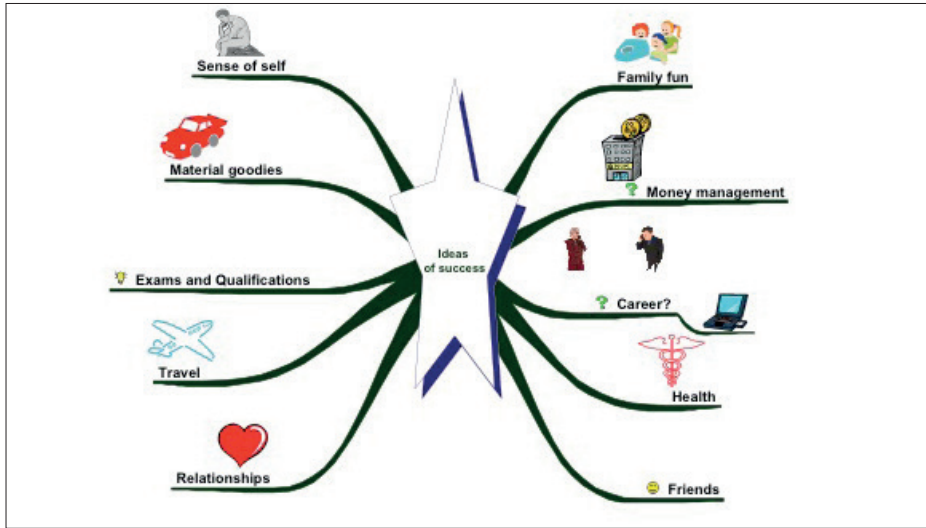 Sense of self
Family fun
Material goodies
Money management
Ideas
of success
Exams and Qualifications
Career?
Travel
Health
Relationships
Friends